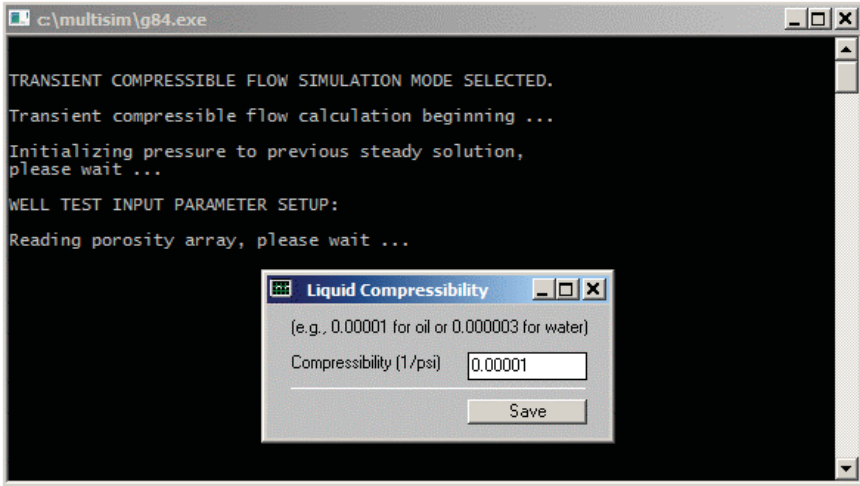 c:\multisim\g84.exe
TRANSIENT COMPRESSIBLE FLOW SIMULATION MODE SELECTED.
Transient compressible flow calculation beginning ...
Initializing pressure to previous steady solution,
please wait ...
WELL TEST INPUT PARAMETER SETUP:
Reading porosity array, please wait ...
Liquid Compressibility
(e.g., 0.00001 for oil or 0.000003 for water)
Compressibility (1/psi) 0.00001
Save